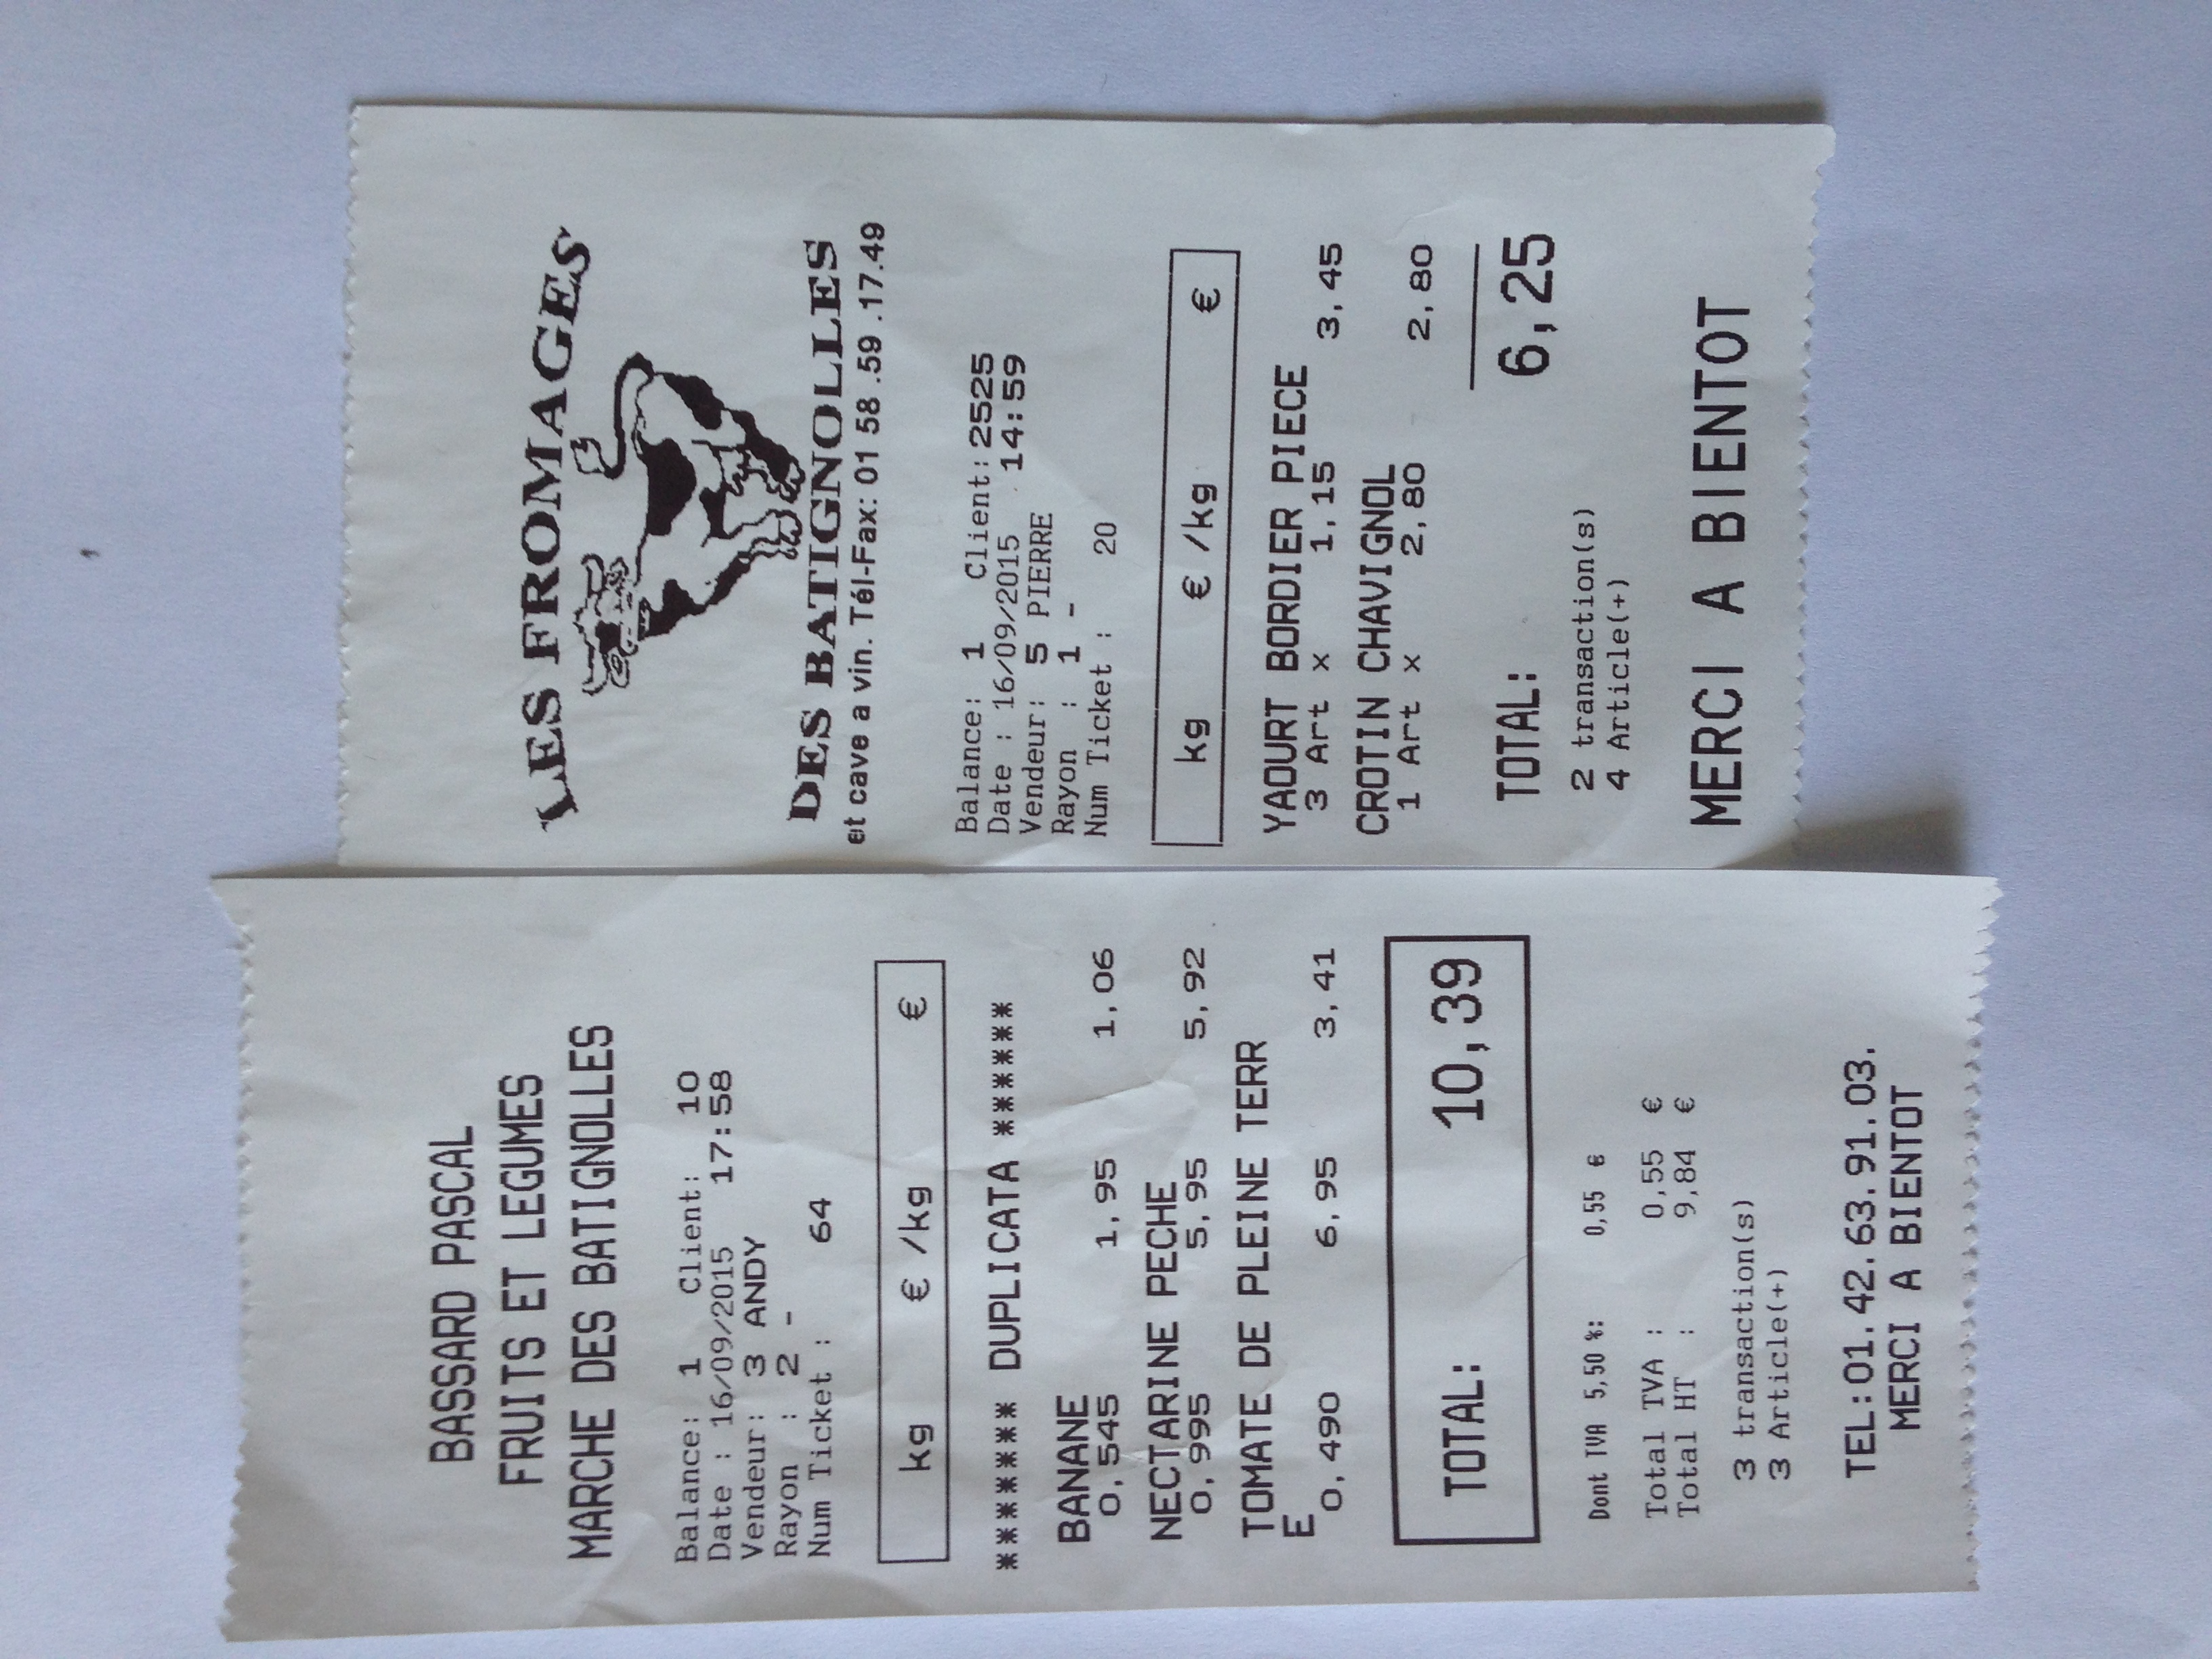 BASSARD PASCAL
FRUITS ET LEGUMES
MARCHE DES BATIGNOLLES
Balance: 1 Client: 10
Date : 16/09/2015 17:58
Vendeur: 3 ANDY
Rayon : 2 -
Num Ticket : 64
kg € /kg €
******* DUPLICATA ******
BANANE
0,545 1,95 1,06
NECTARINE PECHE
0,995 5,95 5,92
TOMATE DE PLEINE TERR
E
0,490 6,95 3,41
TOTAL: 10,39
Dont TVA 5,50 %: 0,55 €
Total TVA : 0,55 €
Total HT : 9,84 €
3 transaction(s)
3 Article(+)
TEL:01.42.63.91.03.
MERCI A BIENTOT
LES FROMAGES
DES BATIGNOLLES
et cave a vin. Tél-Fax: 01 58 .59 .17.49
Balance: 1 Client: 2525
Date : 16/09/2015 14:59
Vendeur: 5 PIERRE
Rayon : 1 -
Num Ticket : 20
kg € /kg €
YAOURT BORDIER PIECE
3 Art x 1,15 3,45
CROTIN CHAVIGNOL
1 Art x 2,80 2,80
TOTAL: 6,25
2 transaction(s)
4 Article(+)
MERCI A BIENTOT